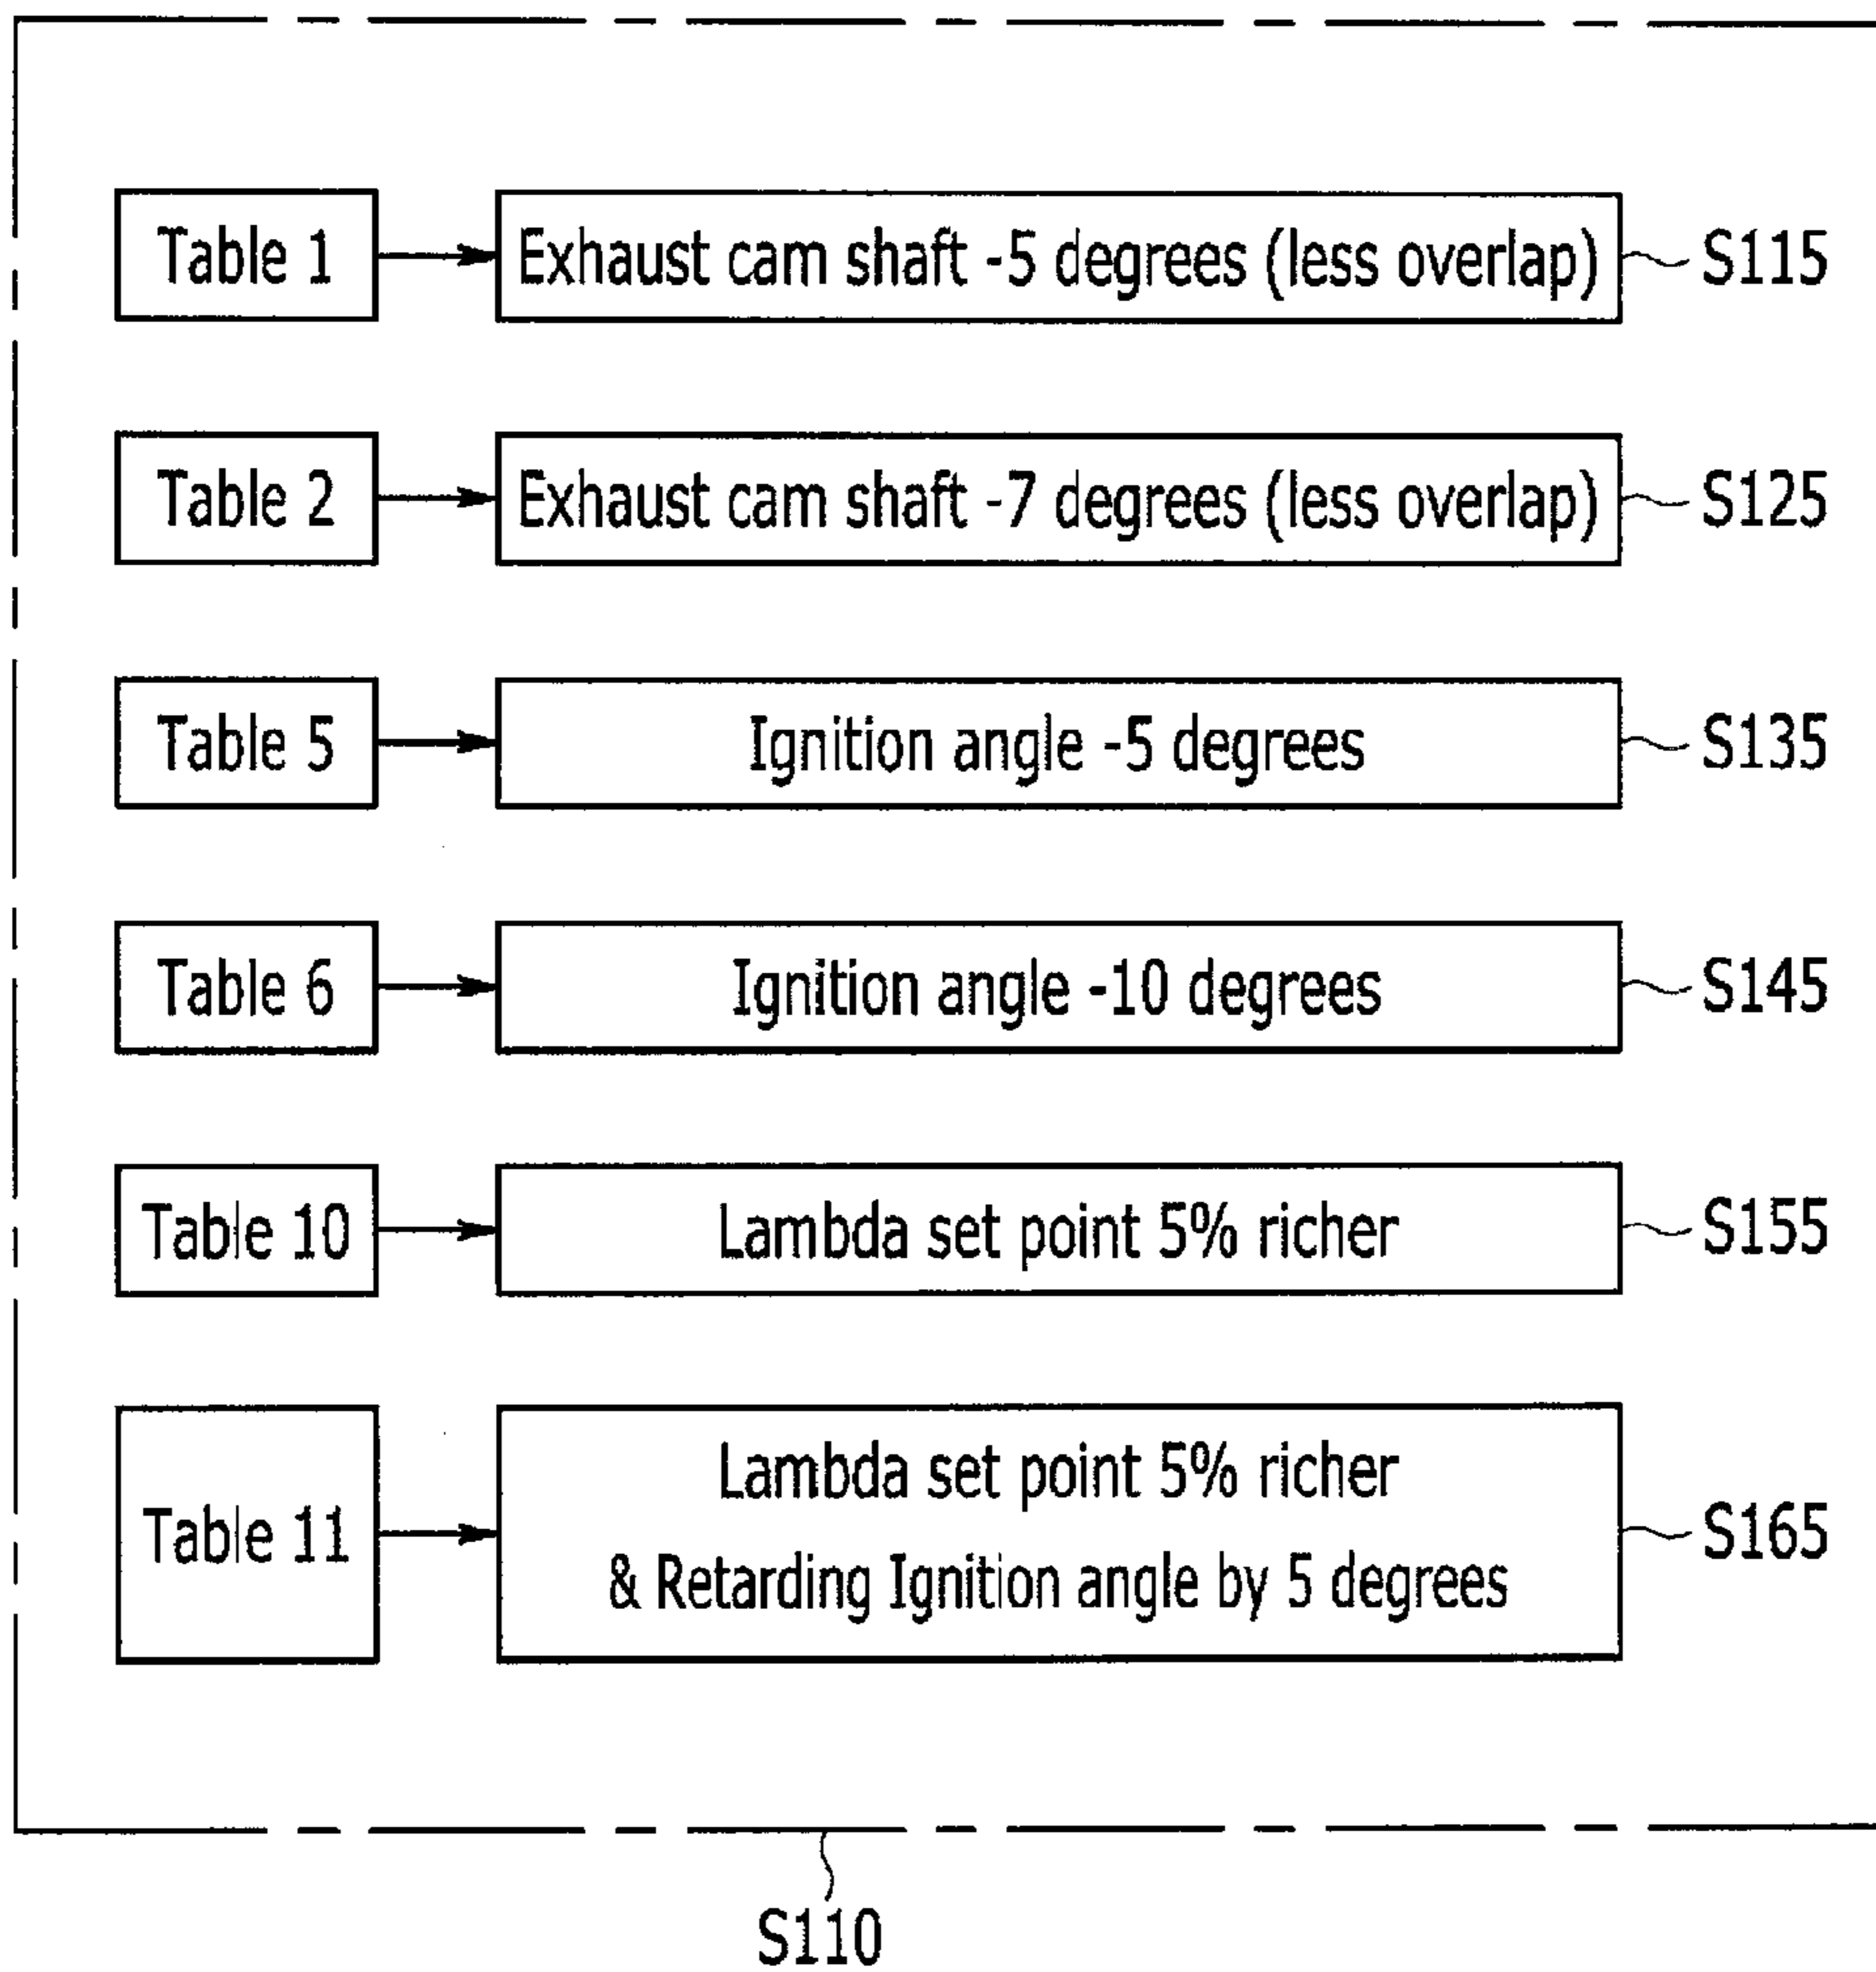 Table 1
Exhaust cam shaft -5 degrees (less overlap)
S115
Table 2
Exhaust cam shaft -7 degrees (less overlap)
S125
Table 5
Ignition angle -5 degrees
S135
Table 6
Ignition angle -10 degrees
S145
Table 10
Lambda set point 5% richer
S155
Table 11
Lambda set point 5% richer
& Retarding Ignition angle by 5 degrees
S165
S110